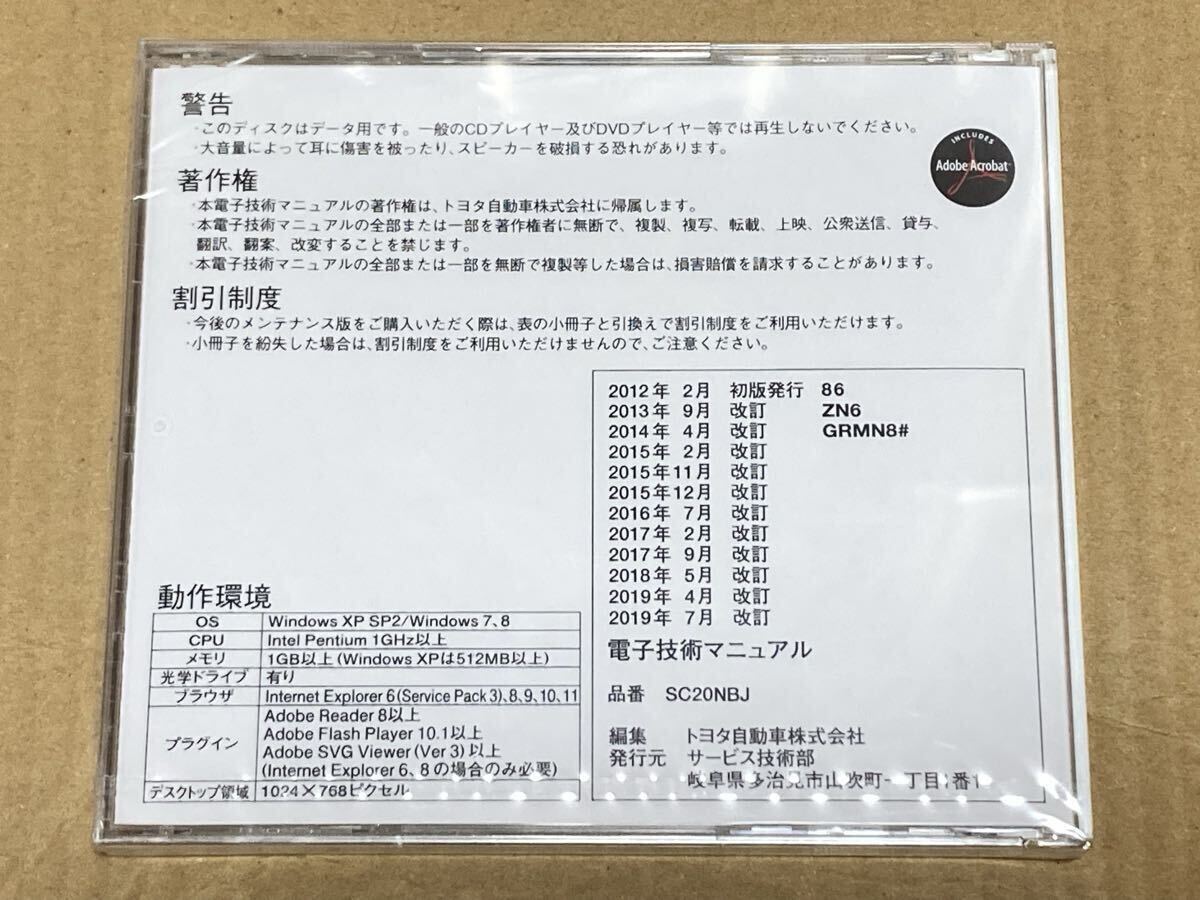 警告
・このディスクはデータ用です。一般のCDプレイヤー及びDVDプレイヤー等では再生しないでください。
・大音量によって耳に傷害を被ったり、スピーカーを破損する恐れがあります。
INCLUDES
Adobe Acrobat
著作権
・本電子技術マニュアルの著作権は、トヨタ自動車株式会社に帰属します。
・本電子技術マニュアルの全部または一部を著作権者に無断で、複製、複写、転載、上映、公衆送信、貸与、
翻訳、翻案、改変することを禁じます。
・本電子技術マニュアルの全部または一部を無断で複製等した場合は、損害賠償を請求することがあります。
割引制度
・今後のメンテナンス版をご購入いただく際は、表の小冊子と引換えで割引制度をご利用いただけます。
・小冊子を紛失した場合は、割引制度をご利用いただけませんので、ご注意ください。
2012年 2月 初版発行 86
2013年 9月 改訂 ZN6
2014年 4月 改訂 GRMN8#
2015年 2月 改訂
2015年11月 改訂
2015年12月 改訂
2016年 7月 改訂
2017年 2月 改訂
2017年 9月 改訂
2018年 5月 改訂
2019年 4月 改訂
2019年 7月 改訂
電子技術マニュアル
品番 SC20NBJ
編集 トヨタ自動車株式会社
発行元 サービス技術部
岐阜県多治見市山吹町一丁目1番1
動作環境
OS Windows XP SP2/Windows 7、8
CPU Intel Pentium 1GHz以上
メモリ 1GB以上(Windows XPは512MB以上)
光学ドライブ 有り
ブラウザ Internet Explorer 6(Service Pack 3)、8、9、10、11
プラグイン Adobe Reader 8以上
Adobe Flash Player 10.1以上
Adobe SVG Viewer(Ver 3)以上
(Internet Explorer 6、8の場合のみ必要)
デスクトップ領域 1024×768ピクセル